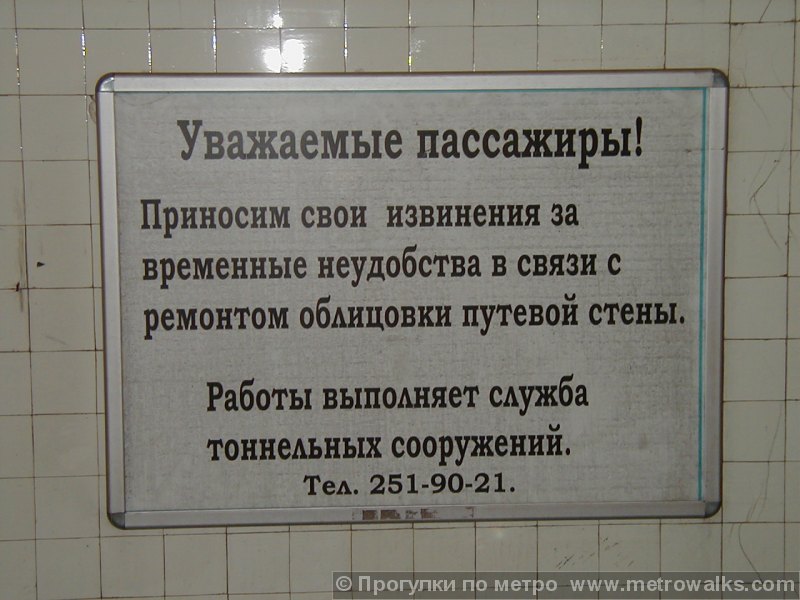 Уважаемые пассажиры!
Приносим свои извинения за
временные неудобства в связи с
ремонтом облицовки путевой стены.
Работы выполняет служба
тоннельных сооружений.
Тел. 251-90-21.
© Прогулки по метро www.metrowalks.com